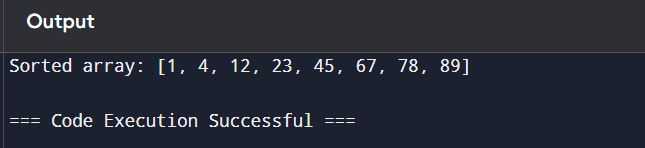 Output
Sorted array: [1, 4, 12, 23, 45, 67, 78, 89]
=== Code Execution Successful ===